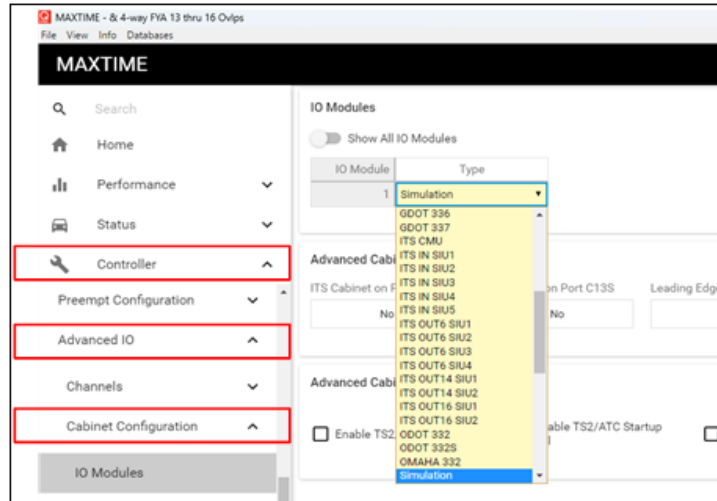 MAXTIME - & 4-way FYA 13 thru 16 Ovlps
File View Info Databases
MAXTIME
Search
Home
Performance
Status
Controller
Preempt Configuration
Advanced IO
Channels
Cabinet Configuration
IO Modules
IO Modules
Show All IO Modules
IO Module Type
1 Simulation
GDOT 336
GDOT 337
ITS CMU
ITS IN SIU1
ITS IN SIU2
ITS IN SIU3
ITS IN SIU4
ITS IN SIU5
ITS OUT6 SIU1
ITS OUT6 SIU2
ITS OUT6 SIU3
ITS OUT6 SIU4
ITS OUT14 SIU1
ITS OUT14 SIU2
ITS OUT16 SIU1
ITS OUT16 SIU2
ODOT 332
ODOT 332S
OMAHA 332
Simulation
Advanced Cabi
ITS Cabinet on P on Port C13S Leading Edge
No No
Advanced Cabi
Enable TS2 able TS2/ATC Startup